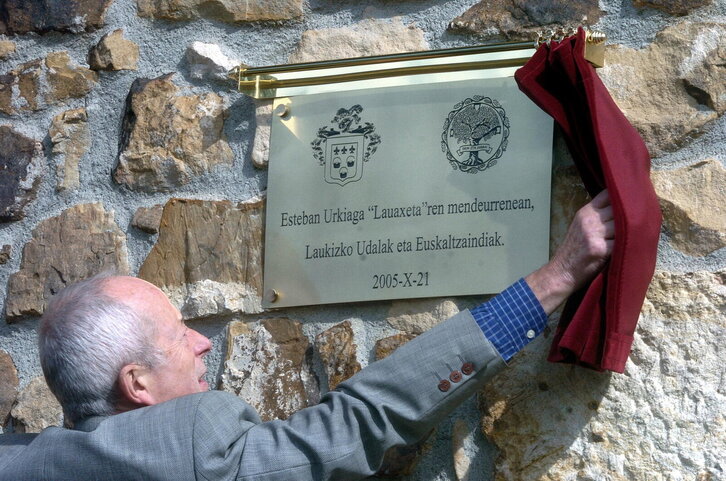 Esteban Urkiaga “Lauaxeta”ren mendeurrenean,
Laukizko Udalak eta Euskaltzaindiak.
2005-X-21